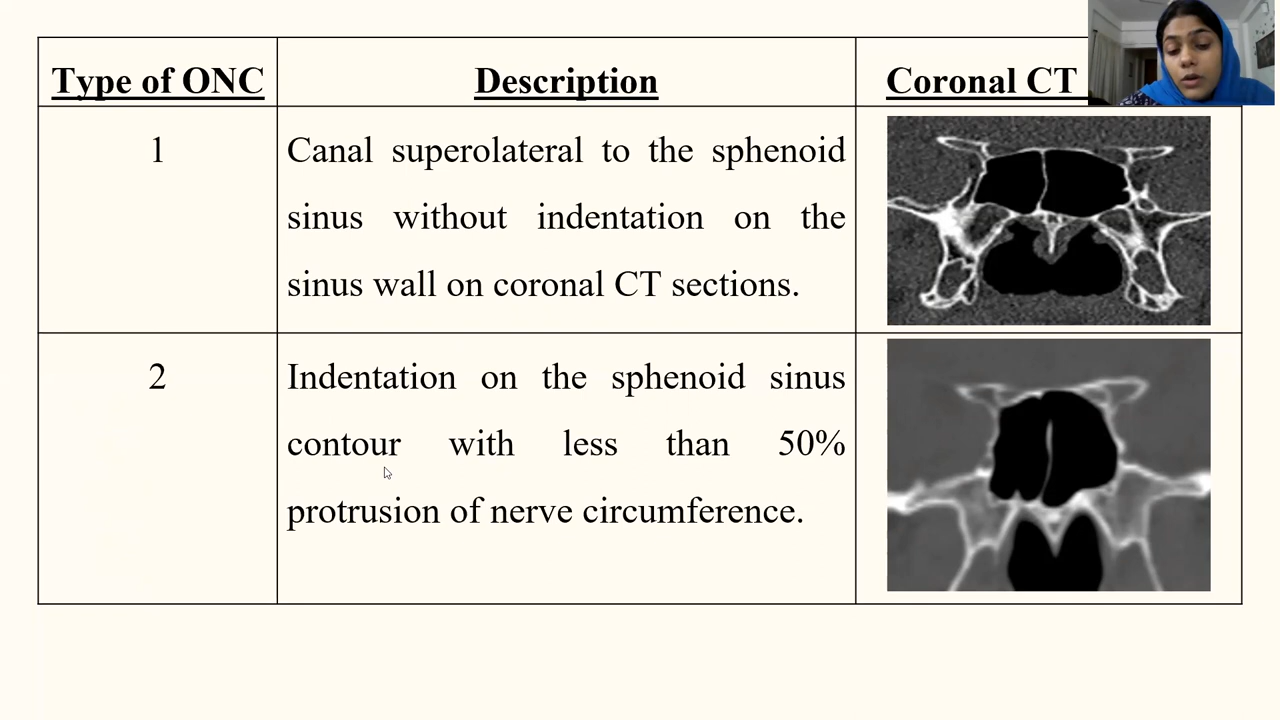 Type of ONC
Description
Coronal CT
1
Canal superolateral to the sphenoid
sinus without indentation on the
sinus wall on coronal CT sections.
2
Indentation on the sphenoid sinus
contour with less than 50%
protrusion of nerve circumference.